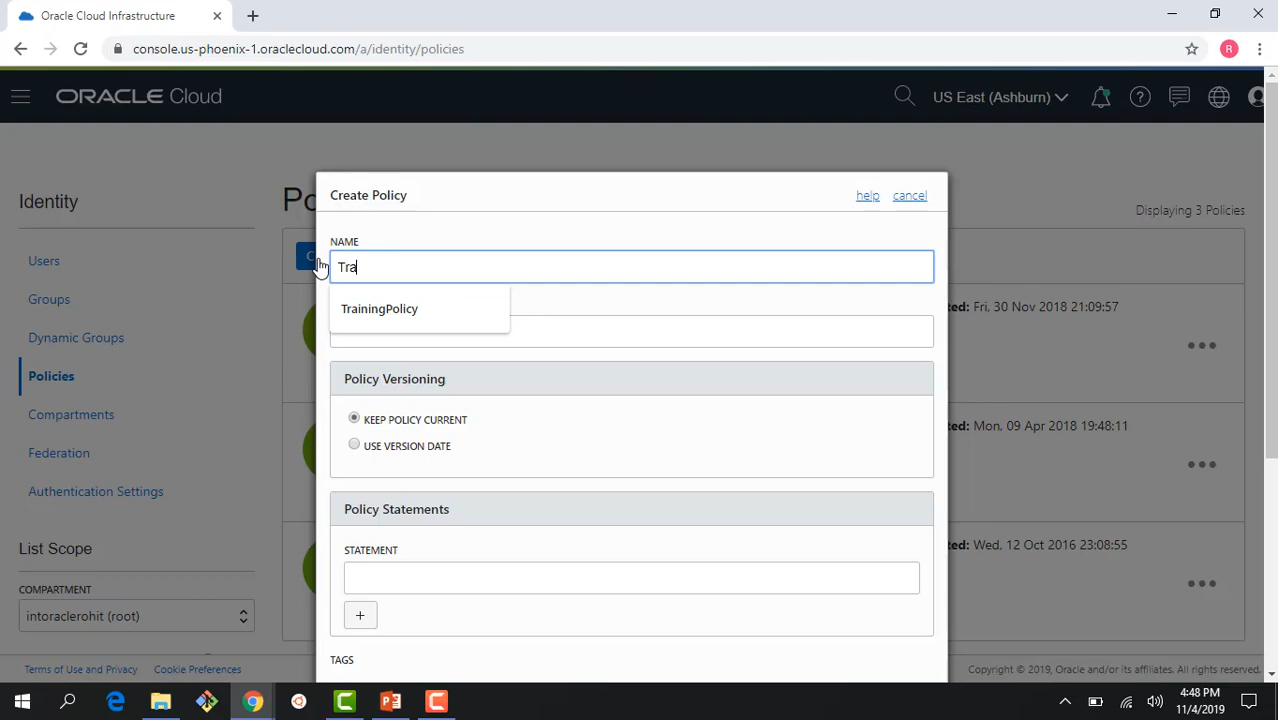 Oracle Cloud Infrastructure
console.us-phoenix-1.oraclecloud.com/a/identity/policies
R
ORACLE Cloud
US East (Ashburn)
Identity
Users
Groups
Dynamic Groups
Policies
Compartments
Federation
Authentication Settings
List Scope
COMPARTMENT
intoraclerohit (root)
Po
Displaying 3 Policies
C
Create Policy
help
cancel
NAME
Tra
TrainingPolicy
Policy Versioning
KEEP POLICY CURRENT
USE VERSION DATE
Policy Statements
STATEMENT
+
TAGS
ted: Fri, 30 Nov 2018 21:09:57
ted: Mon, 09 Apr 2018 19:48:11
ted: Wed, 12 Oct 2016 23:08:55
Terms of Use and Privacy
Cookie Preferences
Copyright © 2019, Oracle and/or its affiliates. All rights reserved.
4:48 PM
11/4/2019